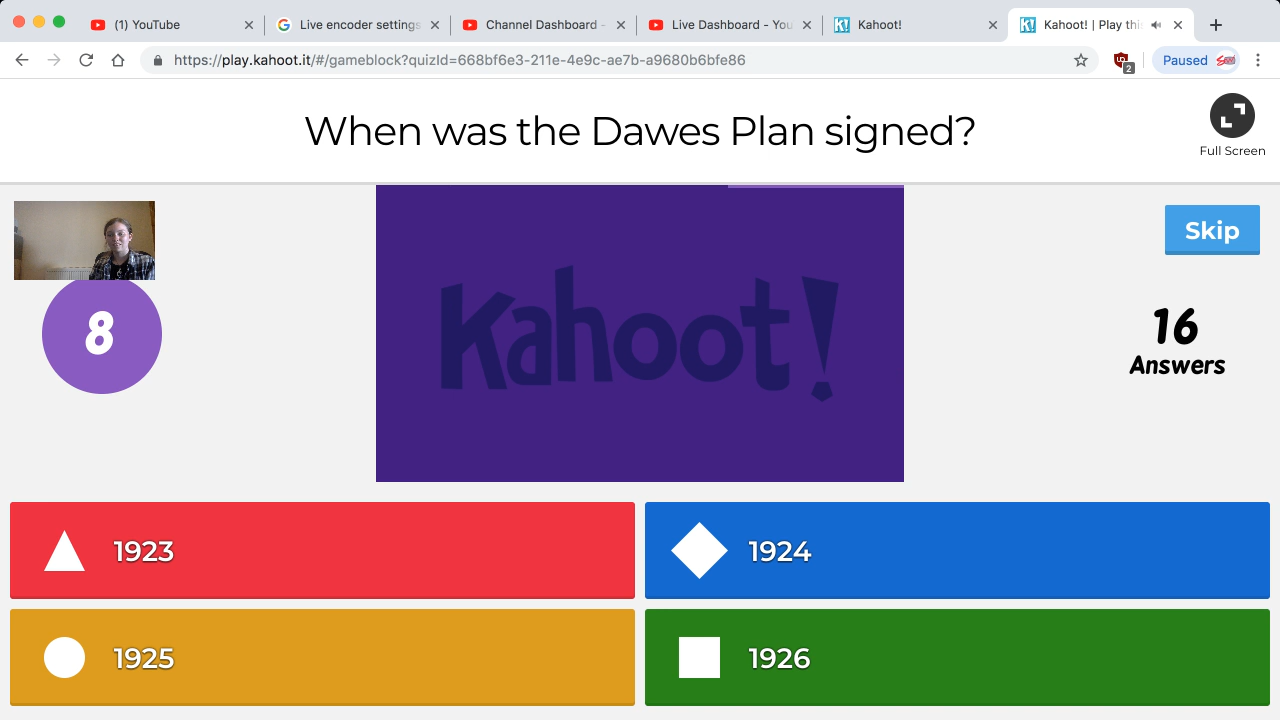 (1) YouTube
Live encoder settings
Channel Dashboard -
Live Dashboard - You
Kahoot!
Kahoot! | Play this
https://play.kahoot.it/#/gameblock?quizId=668bf6e3-211e-4e9c-ae7b-a9680b6bfe86
2
Paused
When was the Dawes Plan signed?
Full Screen
Skip
8
Kahoot!
16
Answers
1923
1924
1925
1926